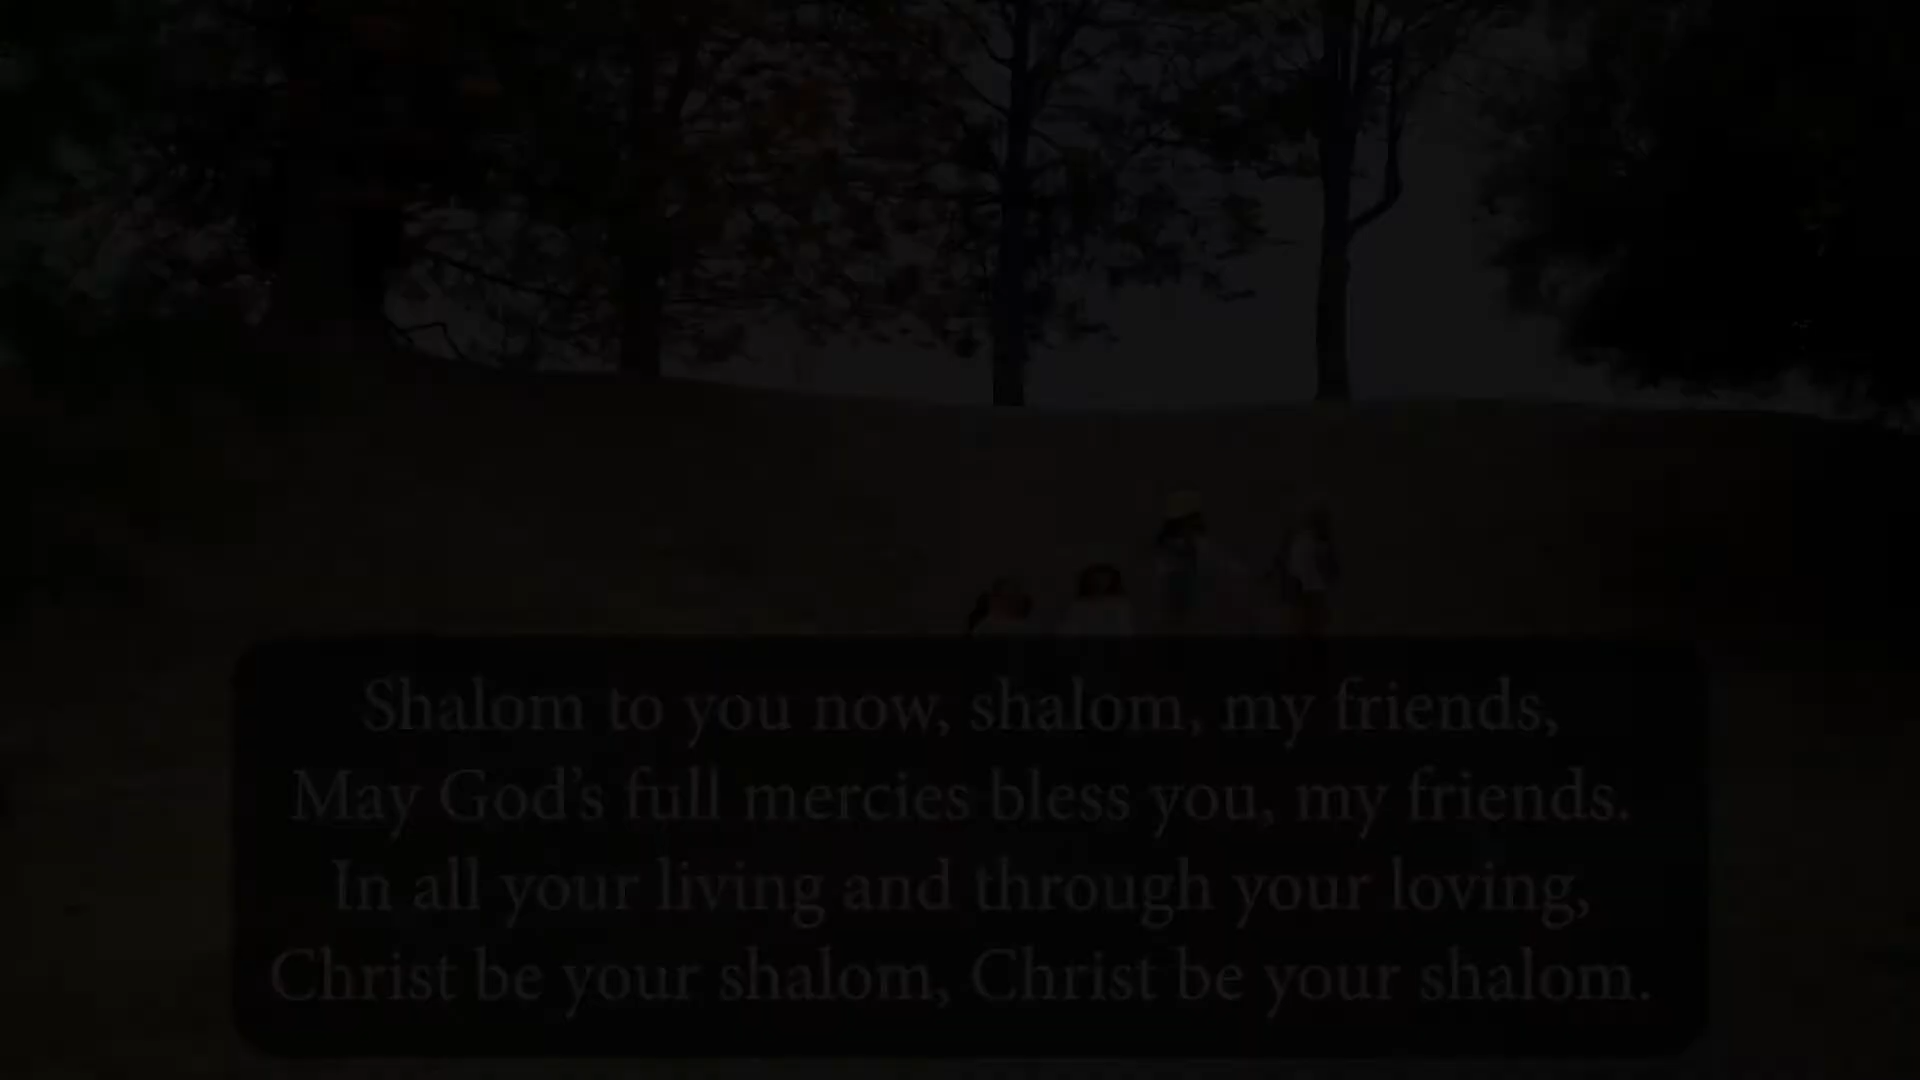 Shalom to you now, shalom, my friends,
May God’s full mercies bless you, my friends.
In all your living and through your loving,
Christ be your shalom, Christ be your shalom.